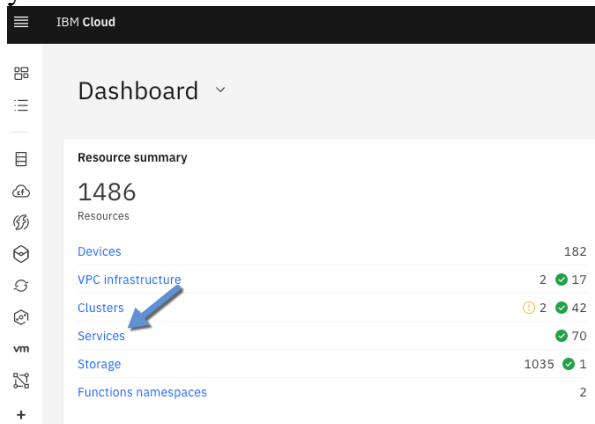 IBM Cloud
Dashboard
Resource summary
1486
Resources
Devices 182
VPC infrastructure 2 17
Clusters 2 42
Services 70
Storage 1035 1
Functions namespaces 2
cf
vm